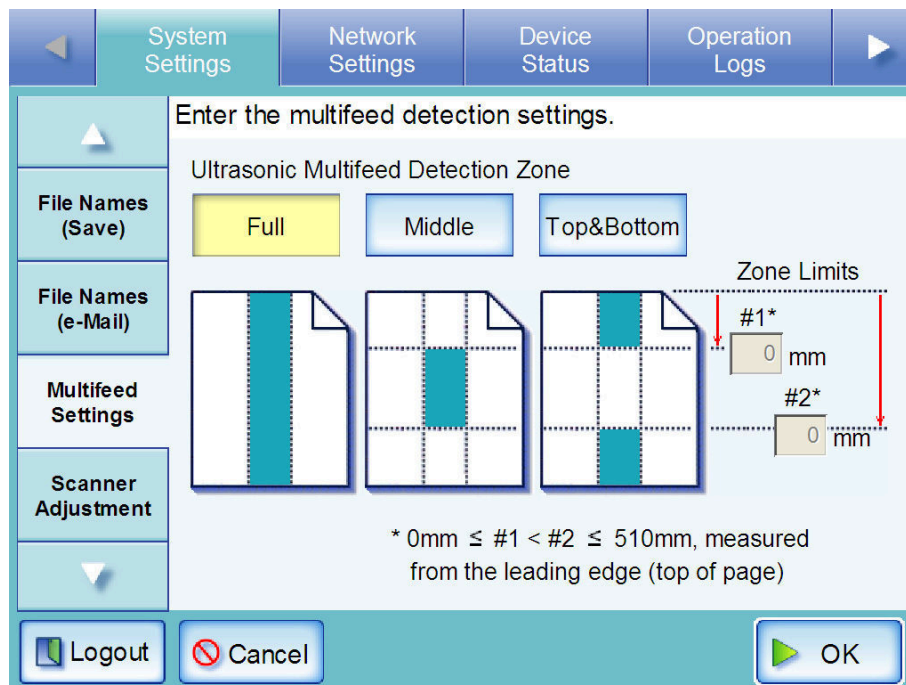 System
Settings
Network
Settings
Device
Status
Operation
Logs
Enter the multifeed detection settings.
File Names
(Save)
File Names
(e-Mail)
Multifeed
Settings
Scanner
Adjustment
Ultrasonic Multifeed Detection Zone
Full
Middle
Top&Bottom
Zone Limits
#1*
0 mm
#2*
0 mm
* 0mm ≤ #1 < #2 ≤ 510mm, measured
from the leading edge (top of page)
Logout
Cancel
OK